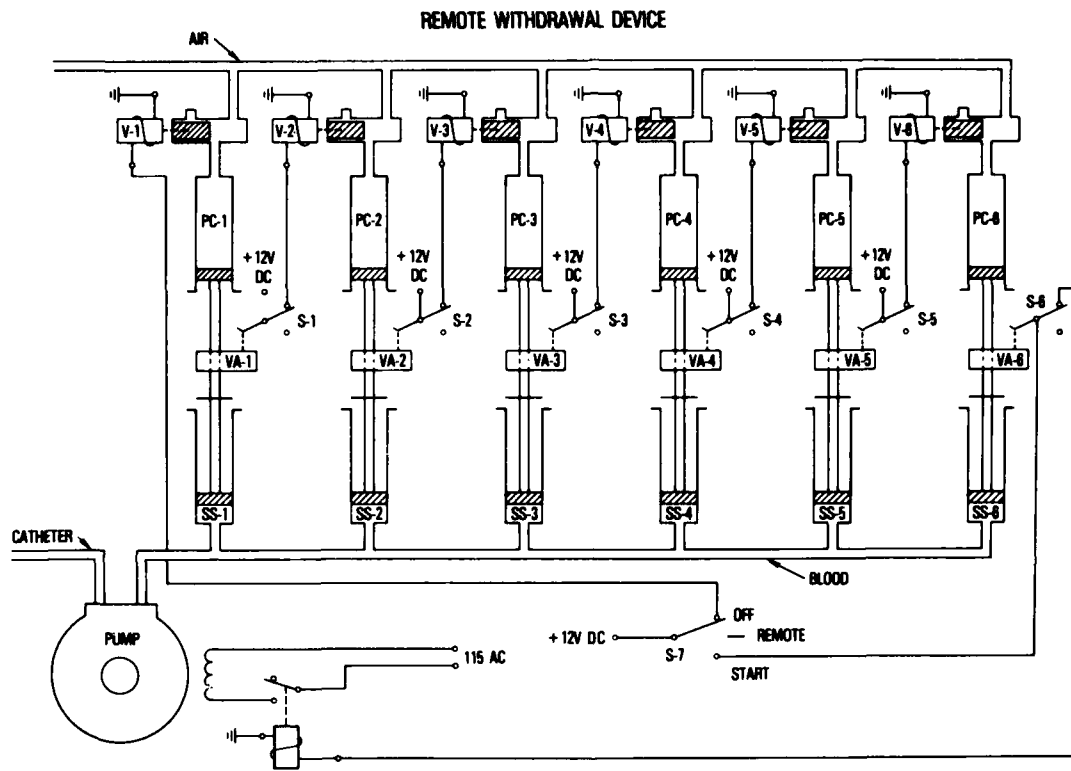 REMOTE WITHDRAWAL DEVICE
AIR
V-1 V-2 V-3 V-4 V-5 V-6
PC-1 PC-2 PC-3 PC-4 PC-5 PC-6
+ 12V DC + 12V DC + 12V DC + 12V DC + 12V DC
S-1 S-2 S-3 S-4 S-5 S-6
VA-1 VA-2 VA-3 VA-4 VA-5 VA-6
SS-1 SS-2 SS-3 SS-4 SS-5 SS-6
CATHETER
BLOOD
PUMP
OFF
+ 12V DC
REMOTE
S-7
START
115 AC